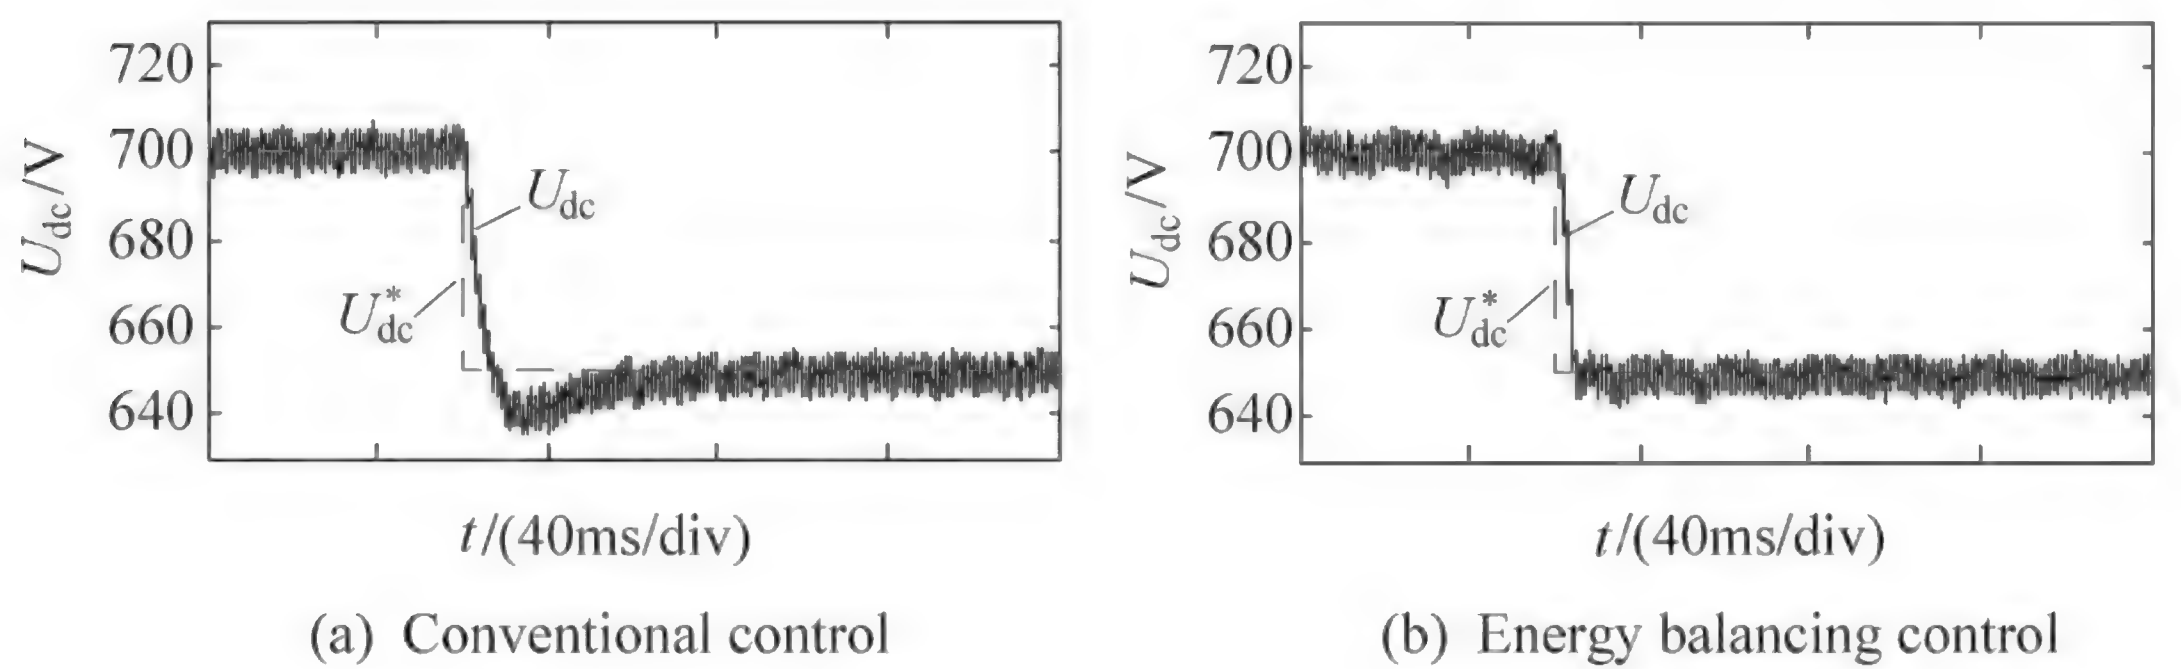 720
700
680
660
640
U_dc/V
U_dc
U*_dc
t/(40ms/div)
(a) Conventional control
720
700
680
660
640
U_dc/V
U_dc
U*_dc
t/(40ms/div)
(b) Energy balancing control